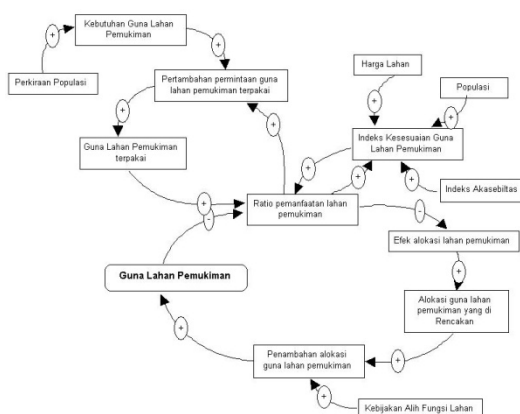 Kebutuhan Guna Lahan
Pemukiman
+
+
Perkiraan Populasi
Pertambahan permintaan guna
lahan pemukiman terpakai
Harga Lahan
Populasi
+
+
+
+
Indeks Kesesuaian Guna
Lahan Pemukiman
Guna Lahan Pemukiman
terpakai
+
+
+
Indeks Akasebiltas
+
-
Ratio pemanfaatan lahan
pemukiman
-
Efek alokasi lahan pemukiman
Guna Lahan Pemukiman
+
Alokasi guna lahan
pemukiman yang di
Rencakan
+
Penambahan alokasi
guna lahan pemukiman
+
+
Kebijakan Alih Fungsi Lahan